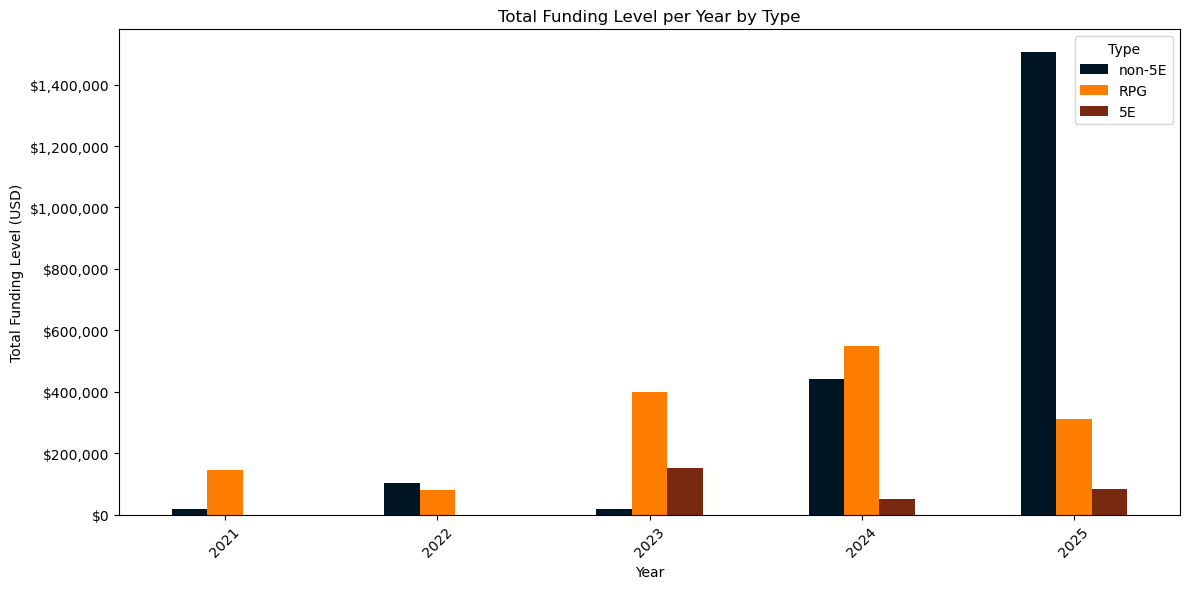 Total Funding Level per Year by Type
Total Funding Level (USD)
$1,400,000
$1,200,000
$1,000,000
$800,000
$600,000
$400,000
$200,000
$0
Type
non-5E
RPG
5E
2021
2022
2023
2024
2025
Year